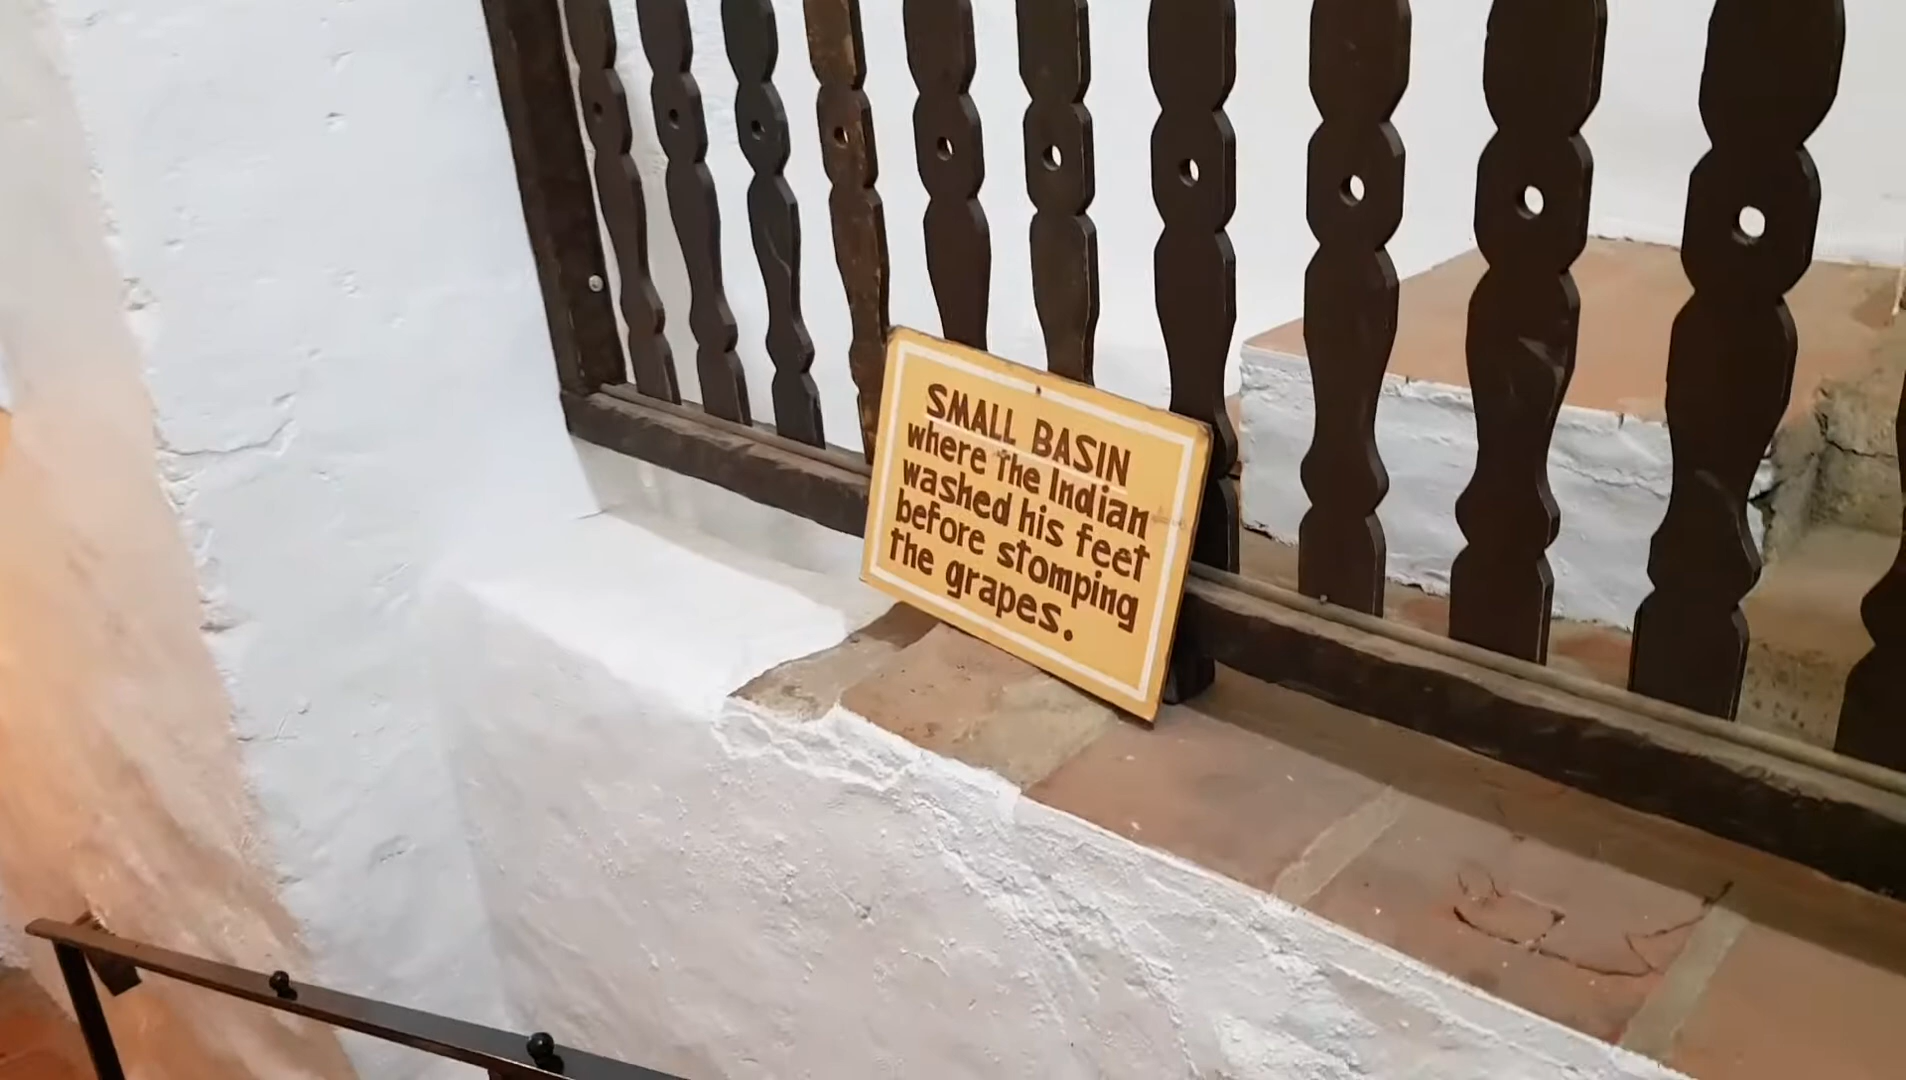 SMALL BASIN
where the Indian
washed his feet
before stomping
the grapes.